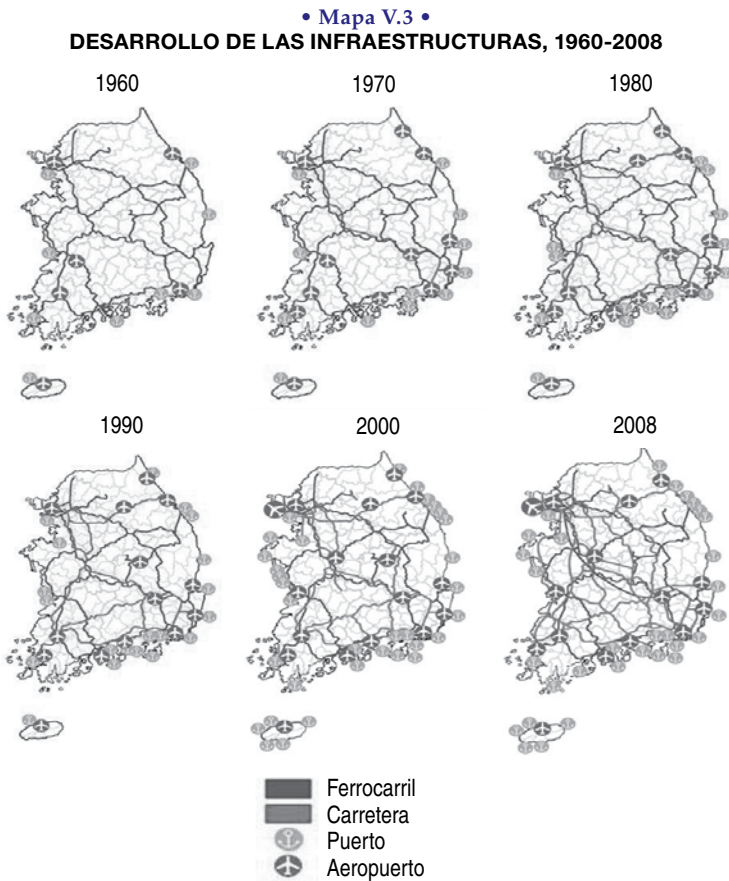 • Mapa V.3 •
DESARROLLO DE LAS INFRAESTRUCTURAS, 1960-2008
1960 1970 1980
1990 2000 2008
Ferrocarril
Carretera
Puerto
Aeropuerto